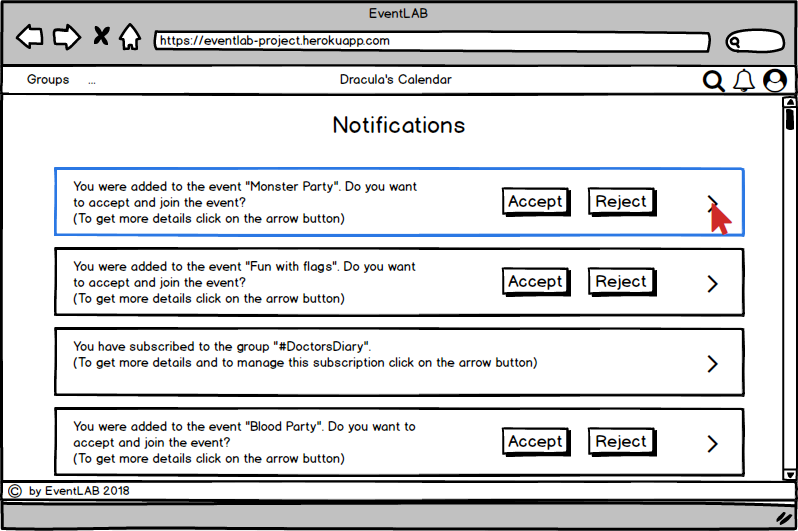 EventLAB
https://eventlab-project.herokuapp.com
Groups ... Dracula's Calendar
Notifications
You were added to the event "Monster Party". Do you want
to accept and join the event?
(To get more details click on the arrow button)
Accept Reject
You were added to the event "Fun with flags". Do you want
to accept and join the event?
(To get more details click on the arrow button)
Accept Reject
You have subscribed to the group "#DoctorsDiary".
(To get more details and to manage this subscription click on the arrow button)
You were added to the event "Blood Party". Do you want to
accept and join the event?
(To get more details click on the arrow button)
Accept Reject
© by EventLAB 2018